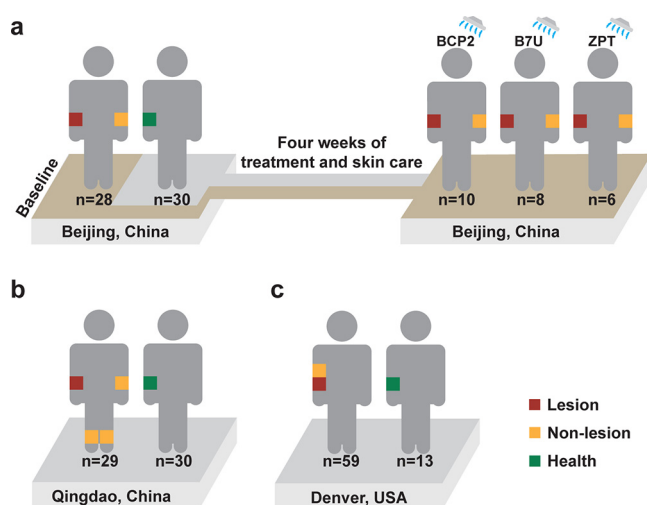 a
BCP2
B7U
ZPT
Four weeks of
treatment and skin care
Baseline
n=28
n=30
n=10
n=8
n=6
Beijing, China
Beijing, China
b
c
n=29
n=30
n=59
n=13
Qingdao, China
Denver, USA
Lesion
Non-lesion
Health